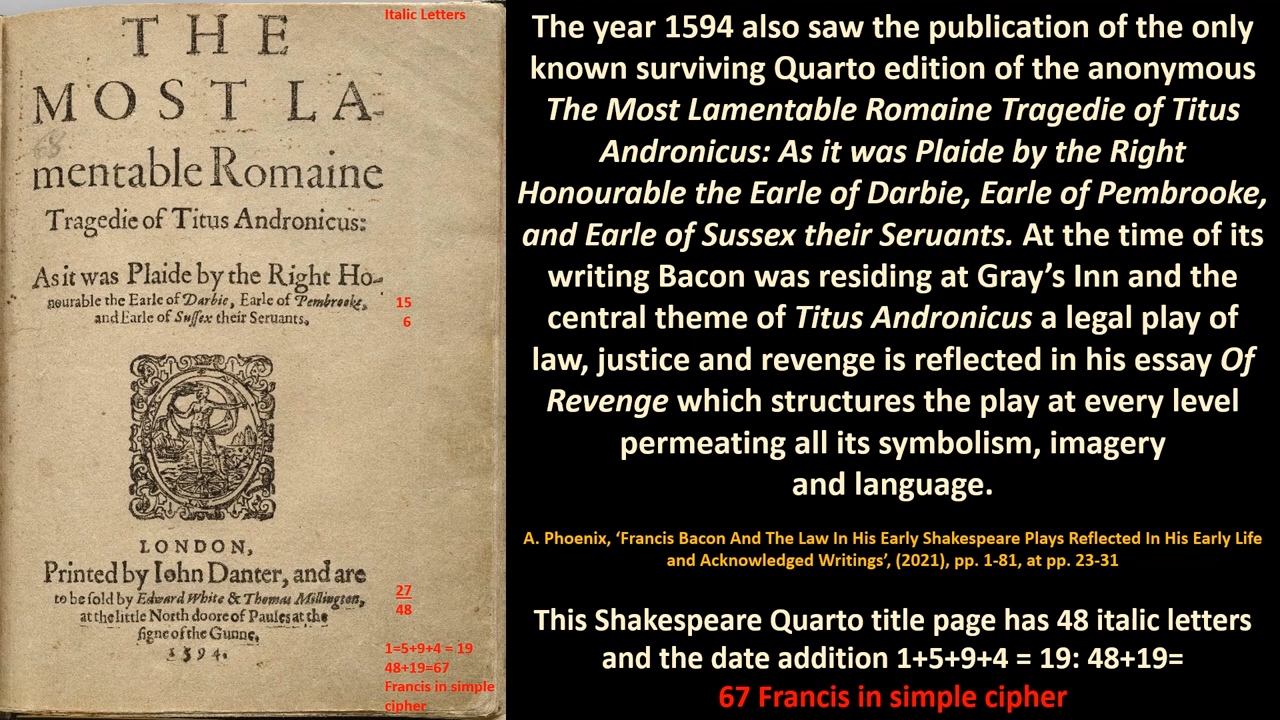 Italic Letters
THE
MOST LA-
mentable Romaine
Tragedie of Titus Andronicus:
As it was Plaide by the Right Ho-
nourable the Earle of Darbie, Earle of Pembrooke,
and Earle of Sussex their Seruants,
15
6
LONDON,
Printed by Iohn Danter, and are
to be sold by Edward White & Thomas Millington,
at the little North doore of Paules at the
signe of the Gunne,
1594.
27
48
1=5+9+4 = 19
48+19=67
Francis in simple
cipher
The year 1594 also saw the publication of the only
known surviving Quarto edition of the anonymous
The Most Lamentable Romaine Tragedie of Titus
Andronicus: As it was Plaide by the Right
Honourable the Earle of Darbie, Earle of Pembrooke,
and Earle of Sussex their Seruants. At the time of its
writing Bacon was residing at Gray’s Inn and the
central theme of Titus Andronicus a legal play of
law, justice and revenge is reflected in his essay Of
Revenge which structures the play at every level
permeating all its symbolism, imagery
and language.
A. Phoenix, ‘Francis Bacon And The Law In His Early Shakespeare Plays Reflected In His Early Life
and Acknowledged Writings’, (2021), pp. 1-81, at pp. 23-31
This Shakespeare Quarto title page has 48 italic letters
and the date addition 1+5+9+4 = 19: 48+19=
67 Francis in simple cipher